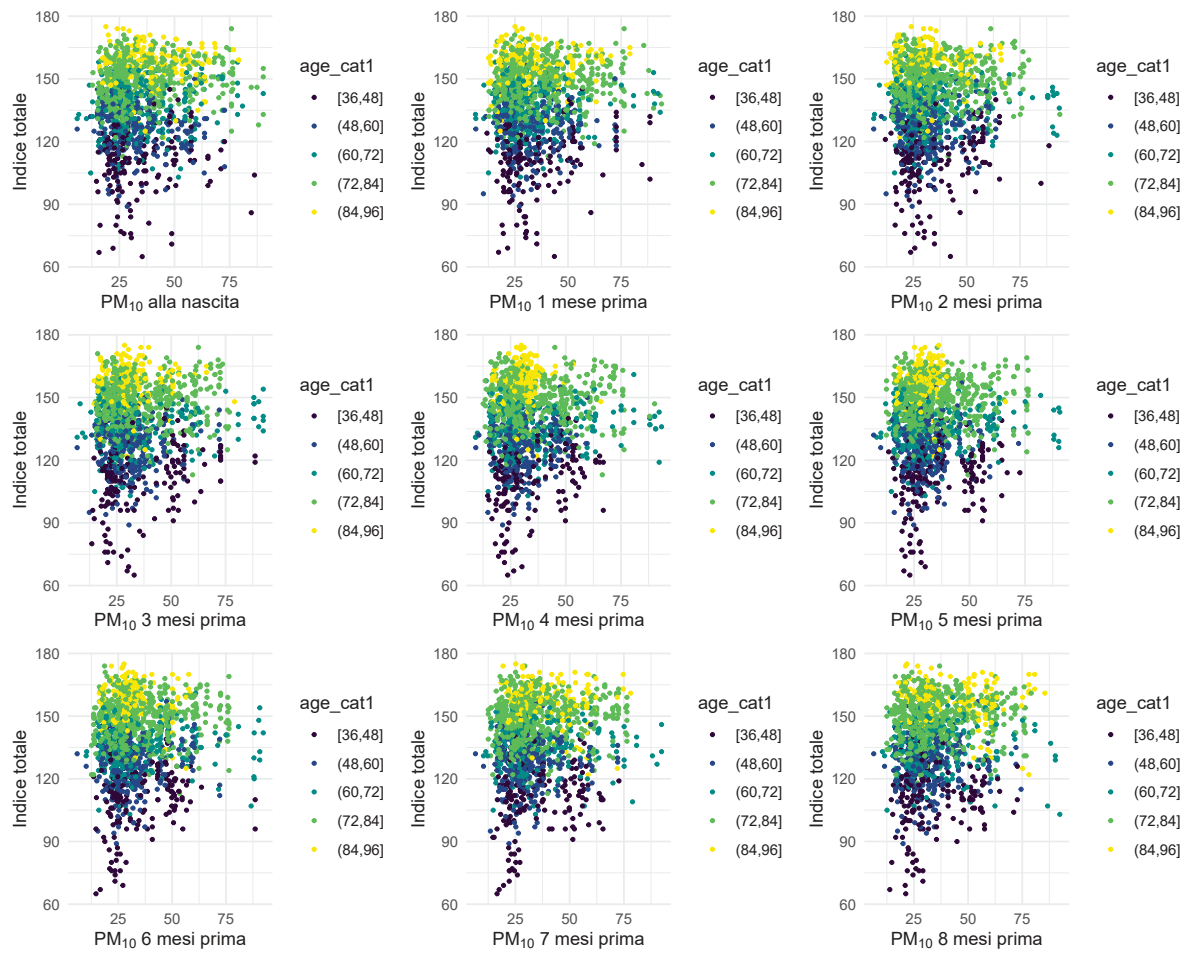 180
150
120
90
60
Indice totale
25 50 75
PM10 alla nascita
age_cat1
[36,48]
(48,60]
(60,72]
(72,84]
(84,96]
180
150
120
90
60
Indice totale
25 50 75
PM10 1 mese prima
age_cat1
[36,48]
(48,60]
(60,72]
(72,84]
(84,96]
180
150
120
90
60
Indice totale
25 50 75
PM10 2 mesi prima
age_cat1
[36,48]
(48,60]
(60,72]
(72,84]
(84,96]
180
150
120
90
60
Indice totale
25 50 75
PM10 3 mesi prima
age_cat1
[36,48]
(48,60]
(60,72]
(72,84]
(84,96]
180
150
120
90
60
Indice totale
25 50 75
PM10 4 mesi prima
age_cat1
[36,48]
(48,60]
(60,72]
(72,84]
(84,96]
180
150
120
90
60
Indice totale
25 50 75
PM10 5 mesi prima
age_cat1
[36,48]
(48,60]
(60,72]
(72,84]
(84,96]
180
150
120
90
60
Indice totale
25 50 75
PM10 6 mesi prima
age_cat1
[36,48]
(48,60]
(60,72]
(72,84]
(84,96]
180
150
120
90
60
Indice totale
25 50 75
PM10 7 mesi prima
age_cat1
[36,48]
(48,60]
(60,72]
(72,84]
(84,96]
180
150
120
90
60
Indice totale
25 50 75
PM10 8 mesi prima
age_cat1
[36,48]
(48,60]
(60,72]
(72,84]
(84,96]